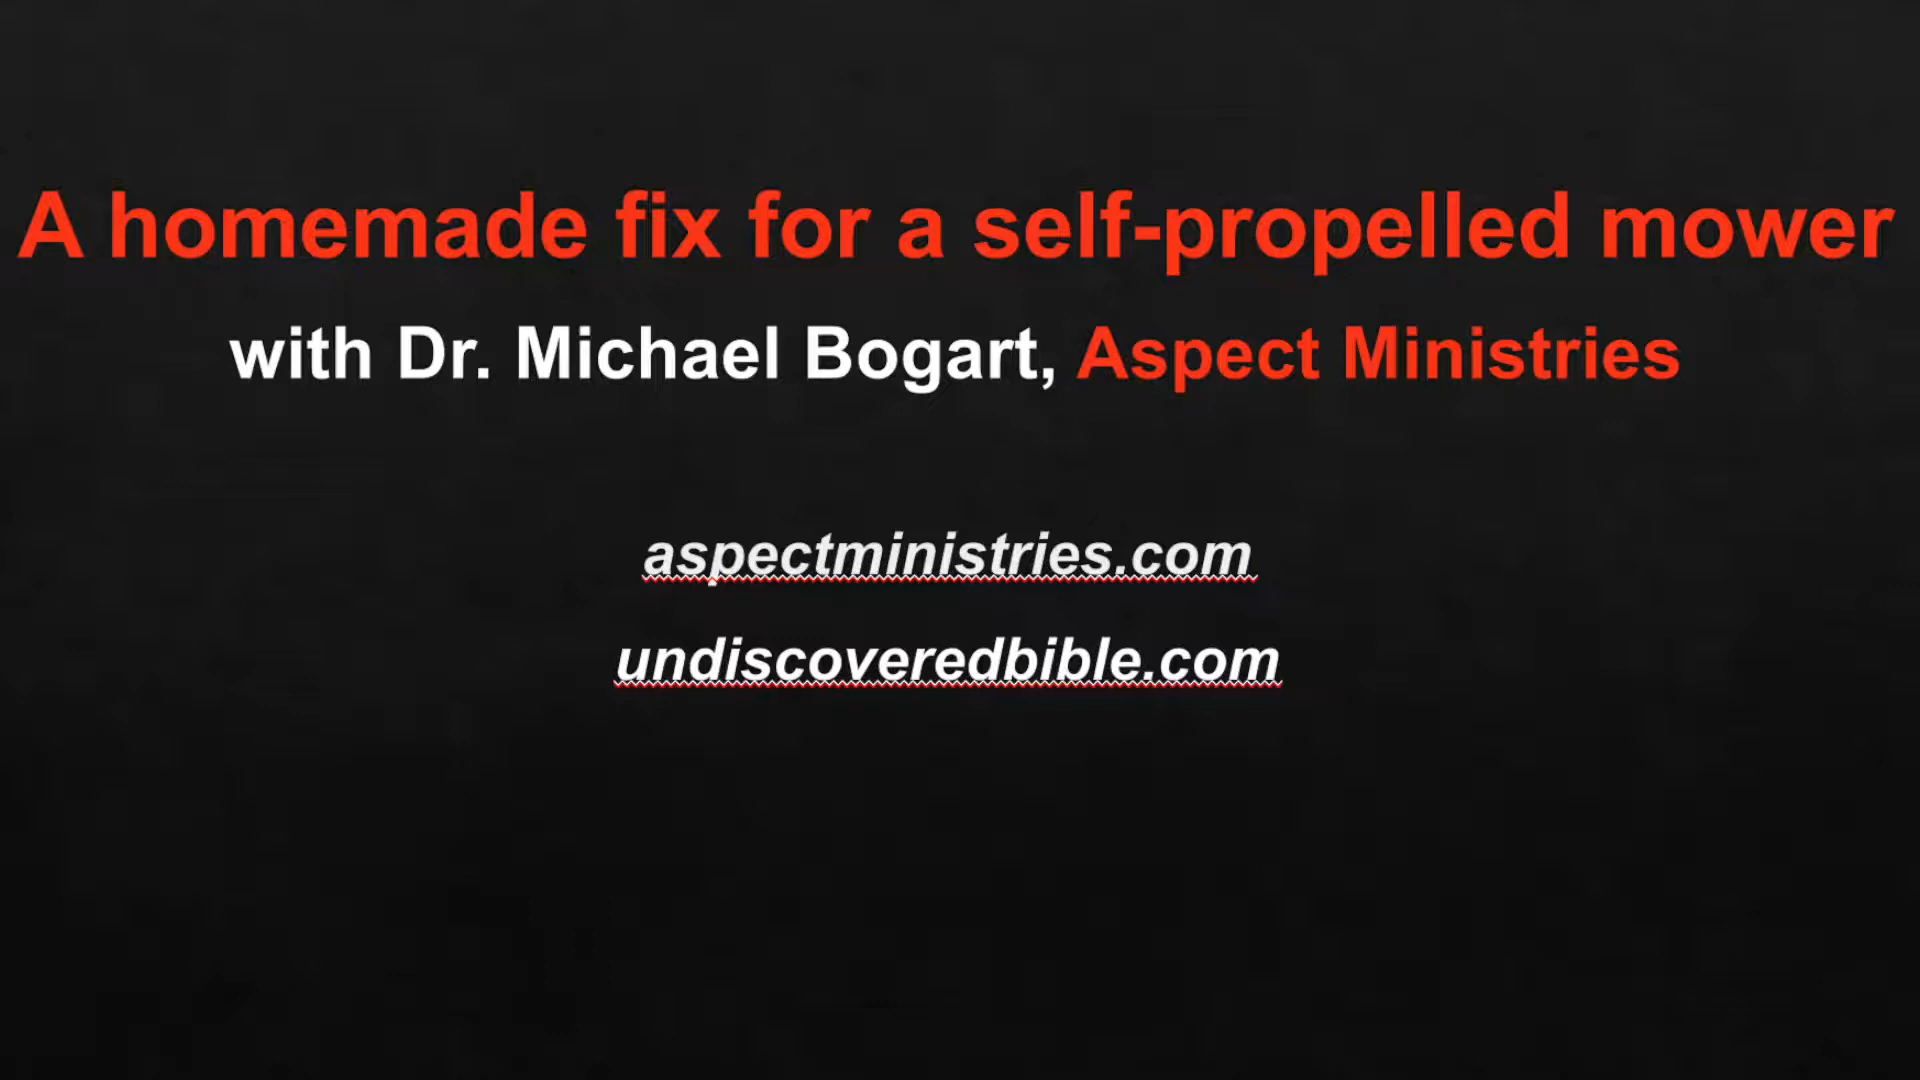 A homemade fix for a self-propelled mower
with Dr. Michael Bogart, Aspect Ministries
aspectministries.com
undiscoveredbible.com